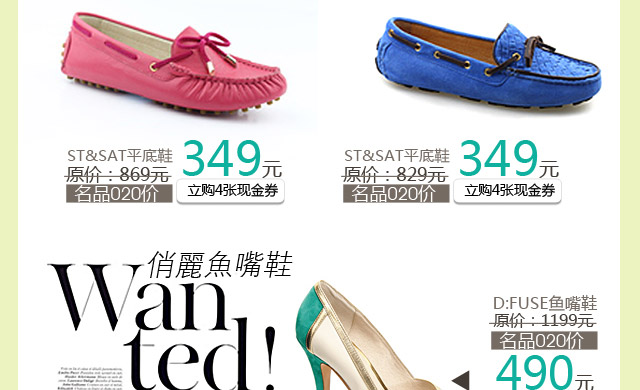 ST&SAT平底鞋
349元
原价：869元
名品020价
立购4张现金券
ST&SAT平底鞋
349元
原价：829元
名品020价
立购4张现金券
俏麗魚嘴鞋
Wan
ted!
D:FUSE鱼嘴鞋
原价：1199元
名品020价
490元